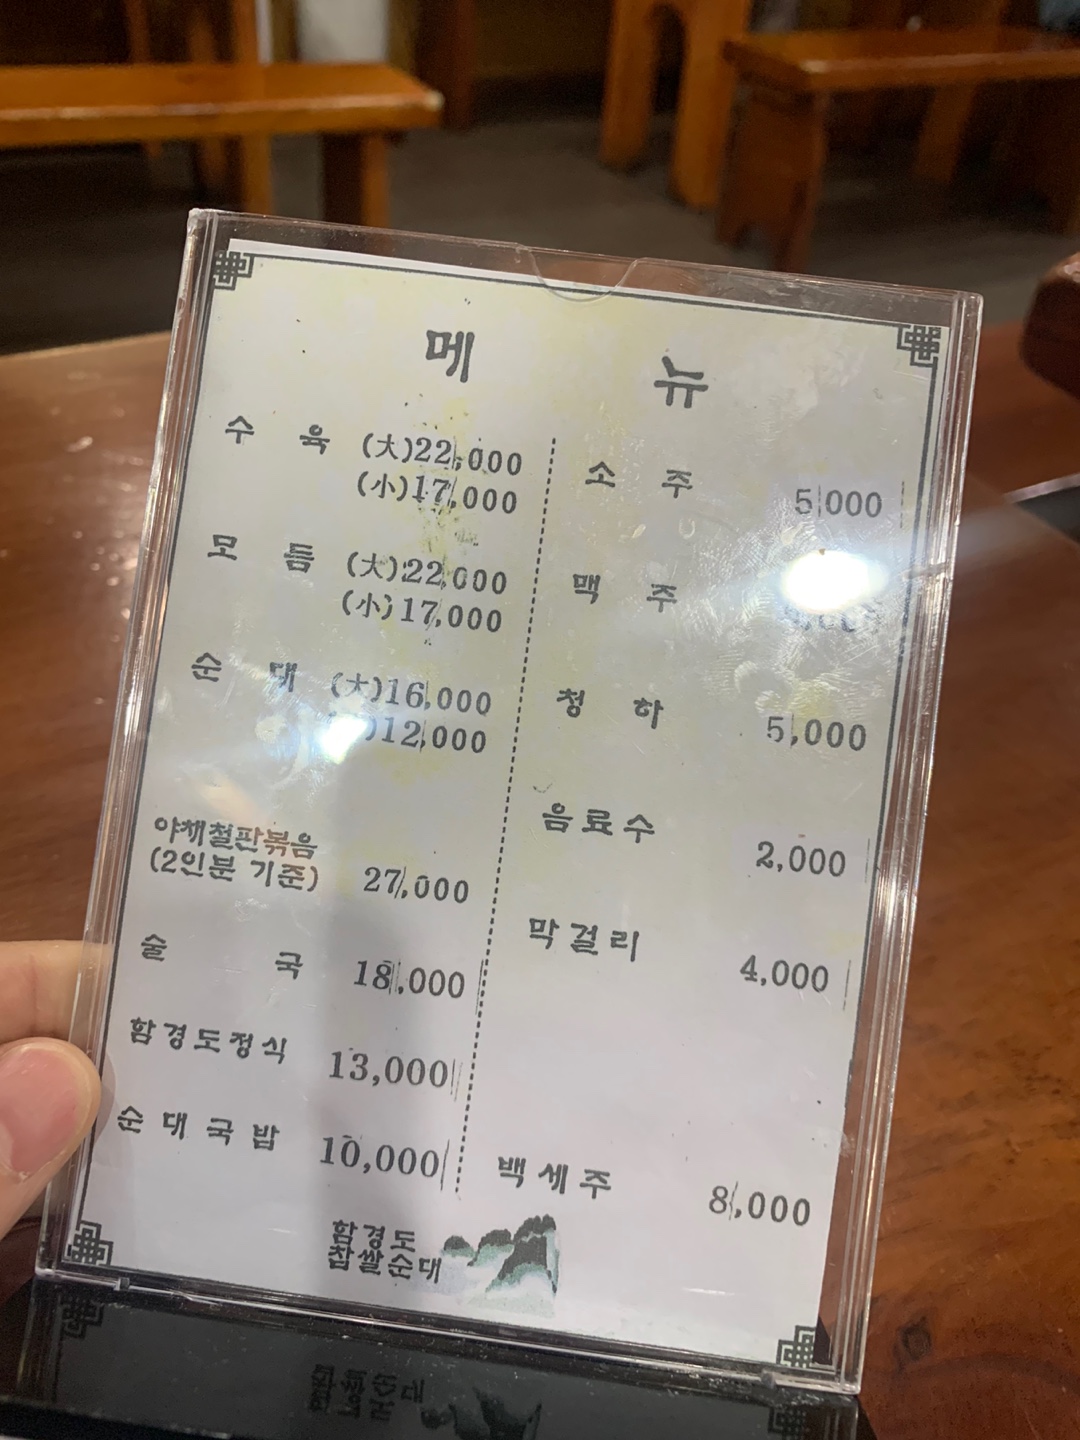 메 뉴
수 육 (大)22,000
(小)17,000
모 듬 (大)22,000
(小)17,000
순 대 (大)16,000
)12,000
야채철판볶음
(2인분 기준) 27,000
술 국 18,000
함경도정식 13,000
순대국밥 10,000
소 주 5,000
맥 주
청 하 5,000
음료수 2,000
막걸리 4,000
백세주 8,000
함경도
찹쌀순대